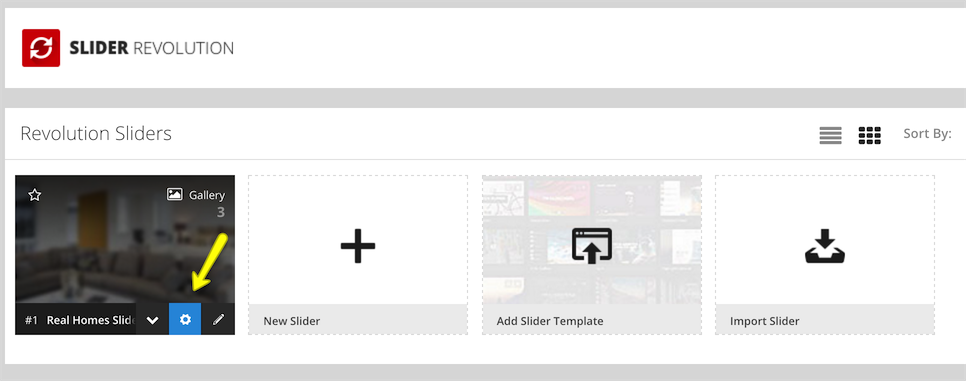 SLIDER REVOLUTION
Revolution Sliders
Sort By:
Gallery
3
#1 Real Homes Slid
New Slider
Add Slider Template
Import Slider